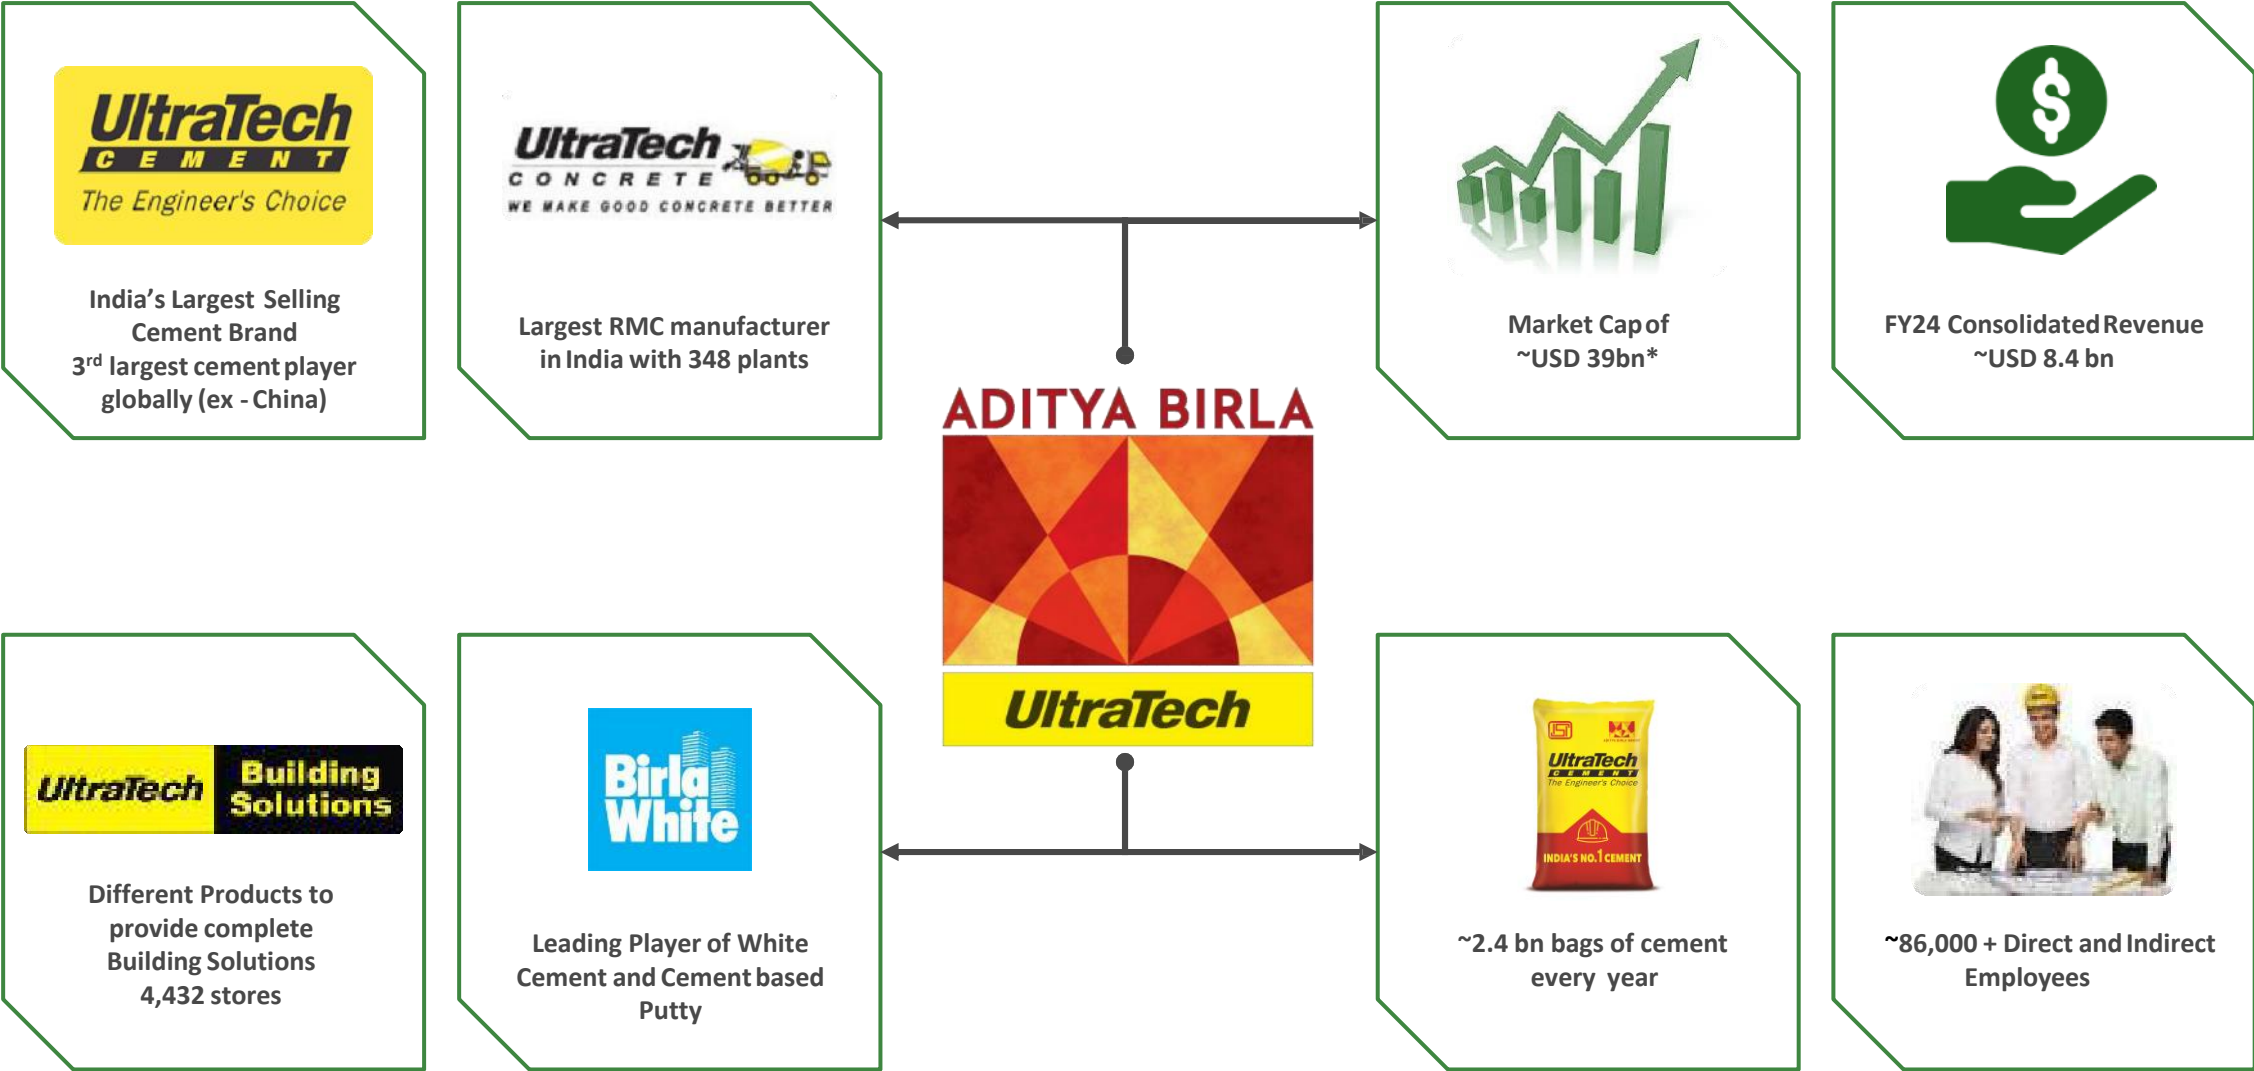 UltraTech
CEMENT
The Engineer's Choice
India's Largest Selling
Cement Brand
3rd largest cement player
globally (ex - China)
UltraTech
CONCRETE
WE MAKE GOOD CONCRETE BETTER
Largest RMC manufacturer
in India with 348 plants
Market Cap of
~USD 39bn*
$
FY24 Consolidated Revenue
~USD 8.4 bn
ADITYA BIRLA
UltraTech
UltraTech
Building
Solutions
Different Products to
provide complete
Building Solutions
4,432 stores
Birla
White
Leading Player of White
Cement and Cement based
Putty
UltraTech
CEMENT
The Engineer's Choice
INDIA'S NO.1 CEMENT
~2.4 bn bags of cement
every year
~86,000 + Direct and Indirect
Employees